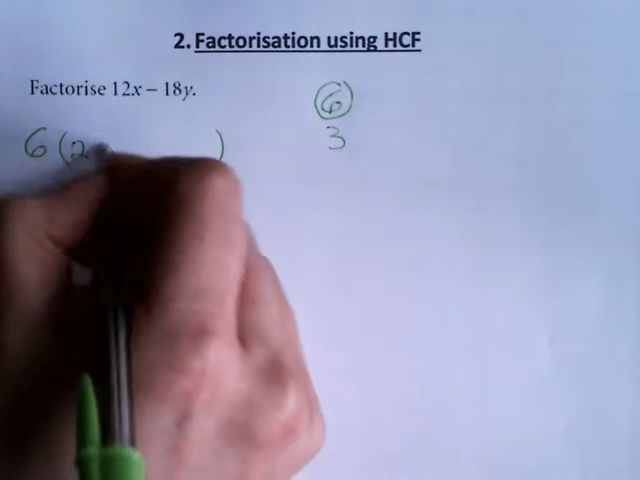 2. Factorisation using HCF
Factorise 12x – 18y.
6
3
6 (2 )